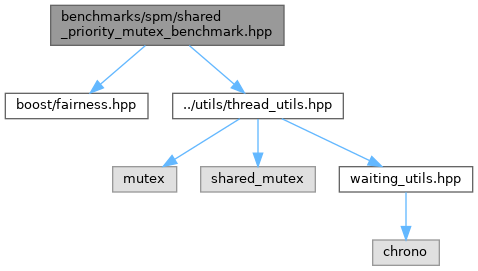 benchmarks/spm/shared
_priority_mutex_benchmark.hpp
boost/fairness.hpp
../utils/thread_utils.hpp
mutex
shared_mutex
waiting_utils.hpp
chrono